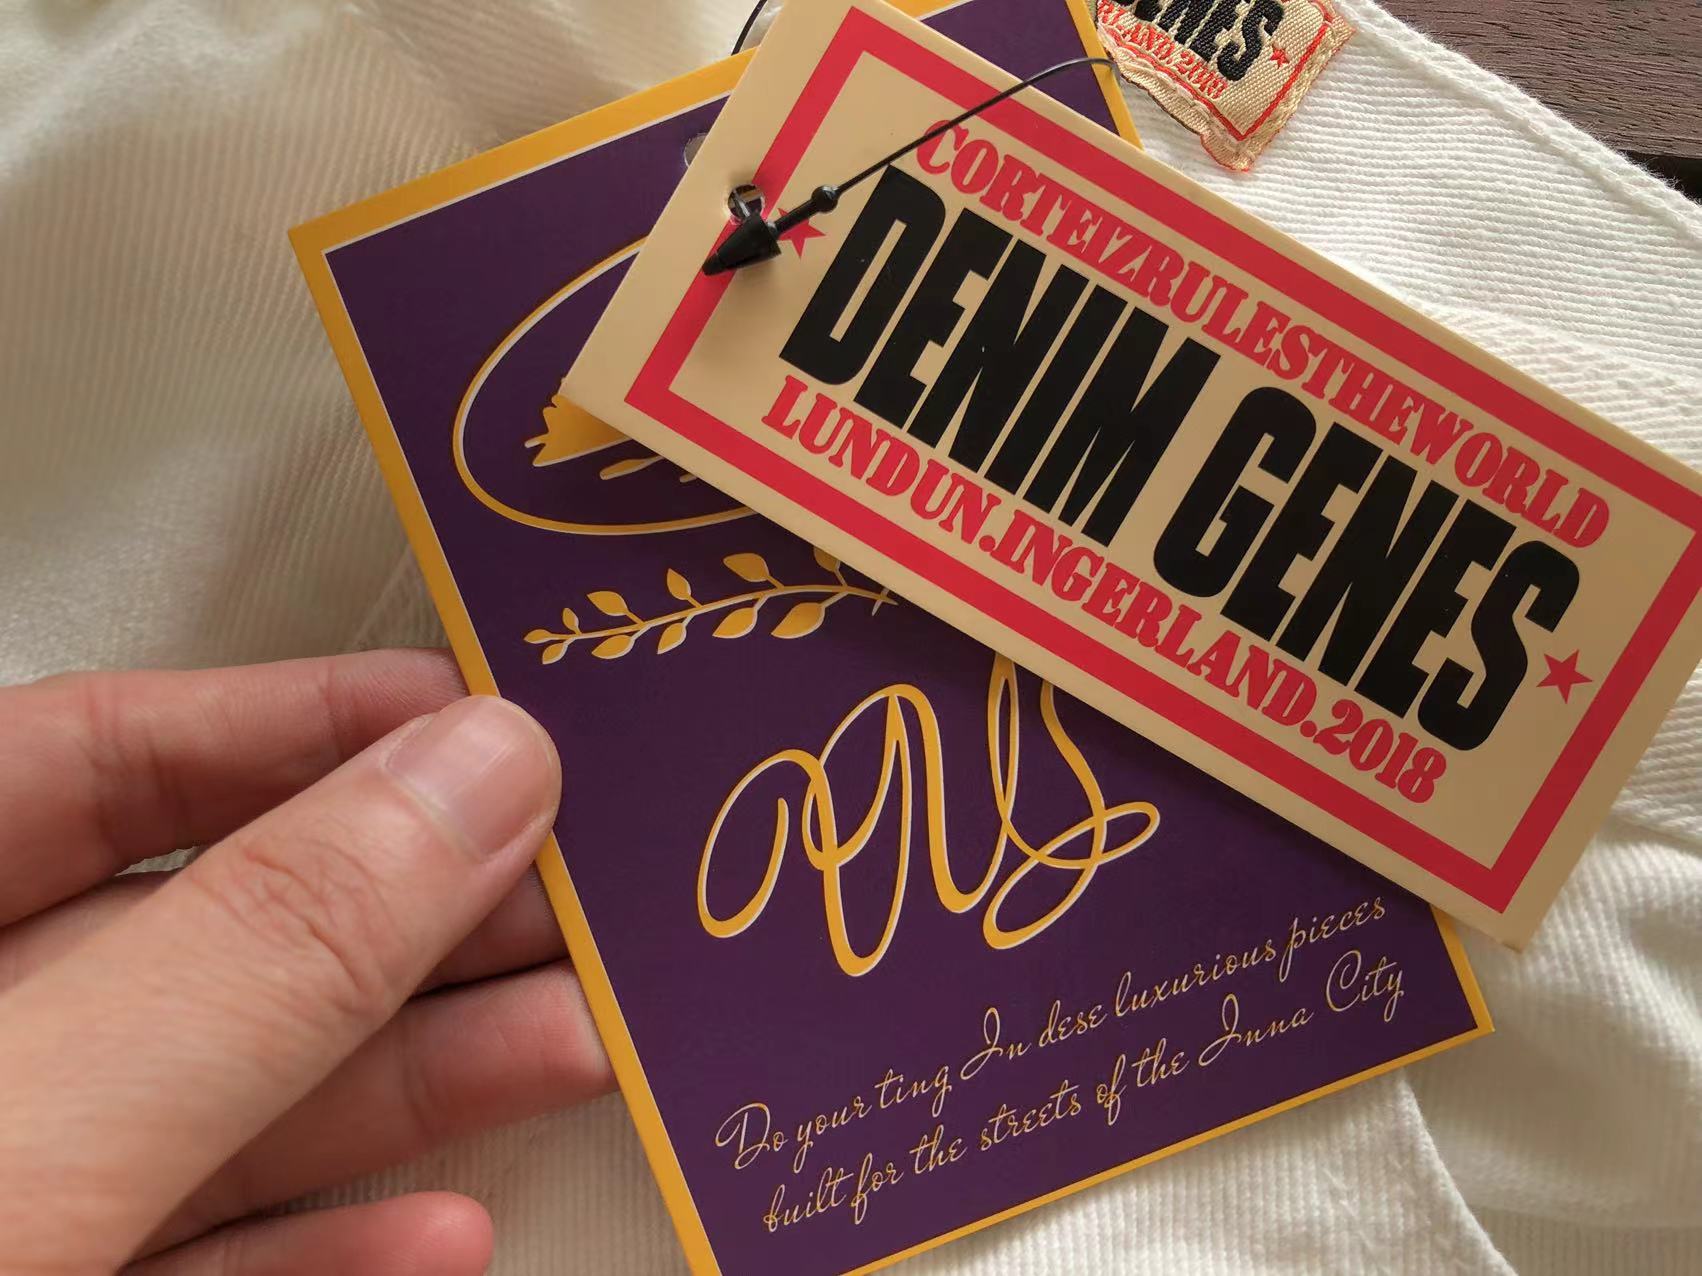 GENES
CORTEIZRULESTHEWORLD
DENIM GENES
LUNDUN.INGERLAND.2018
Do your ting In dese luxurious pieces
built for the streets of the Inna City